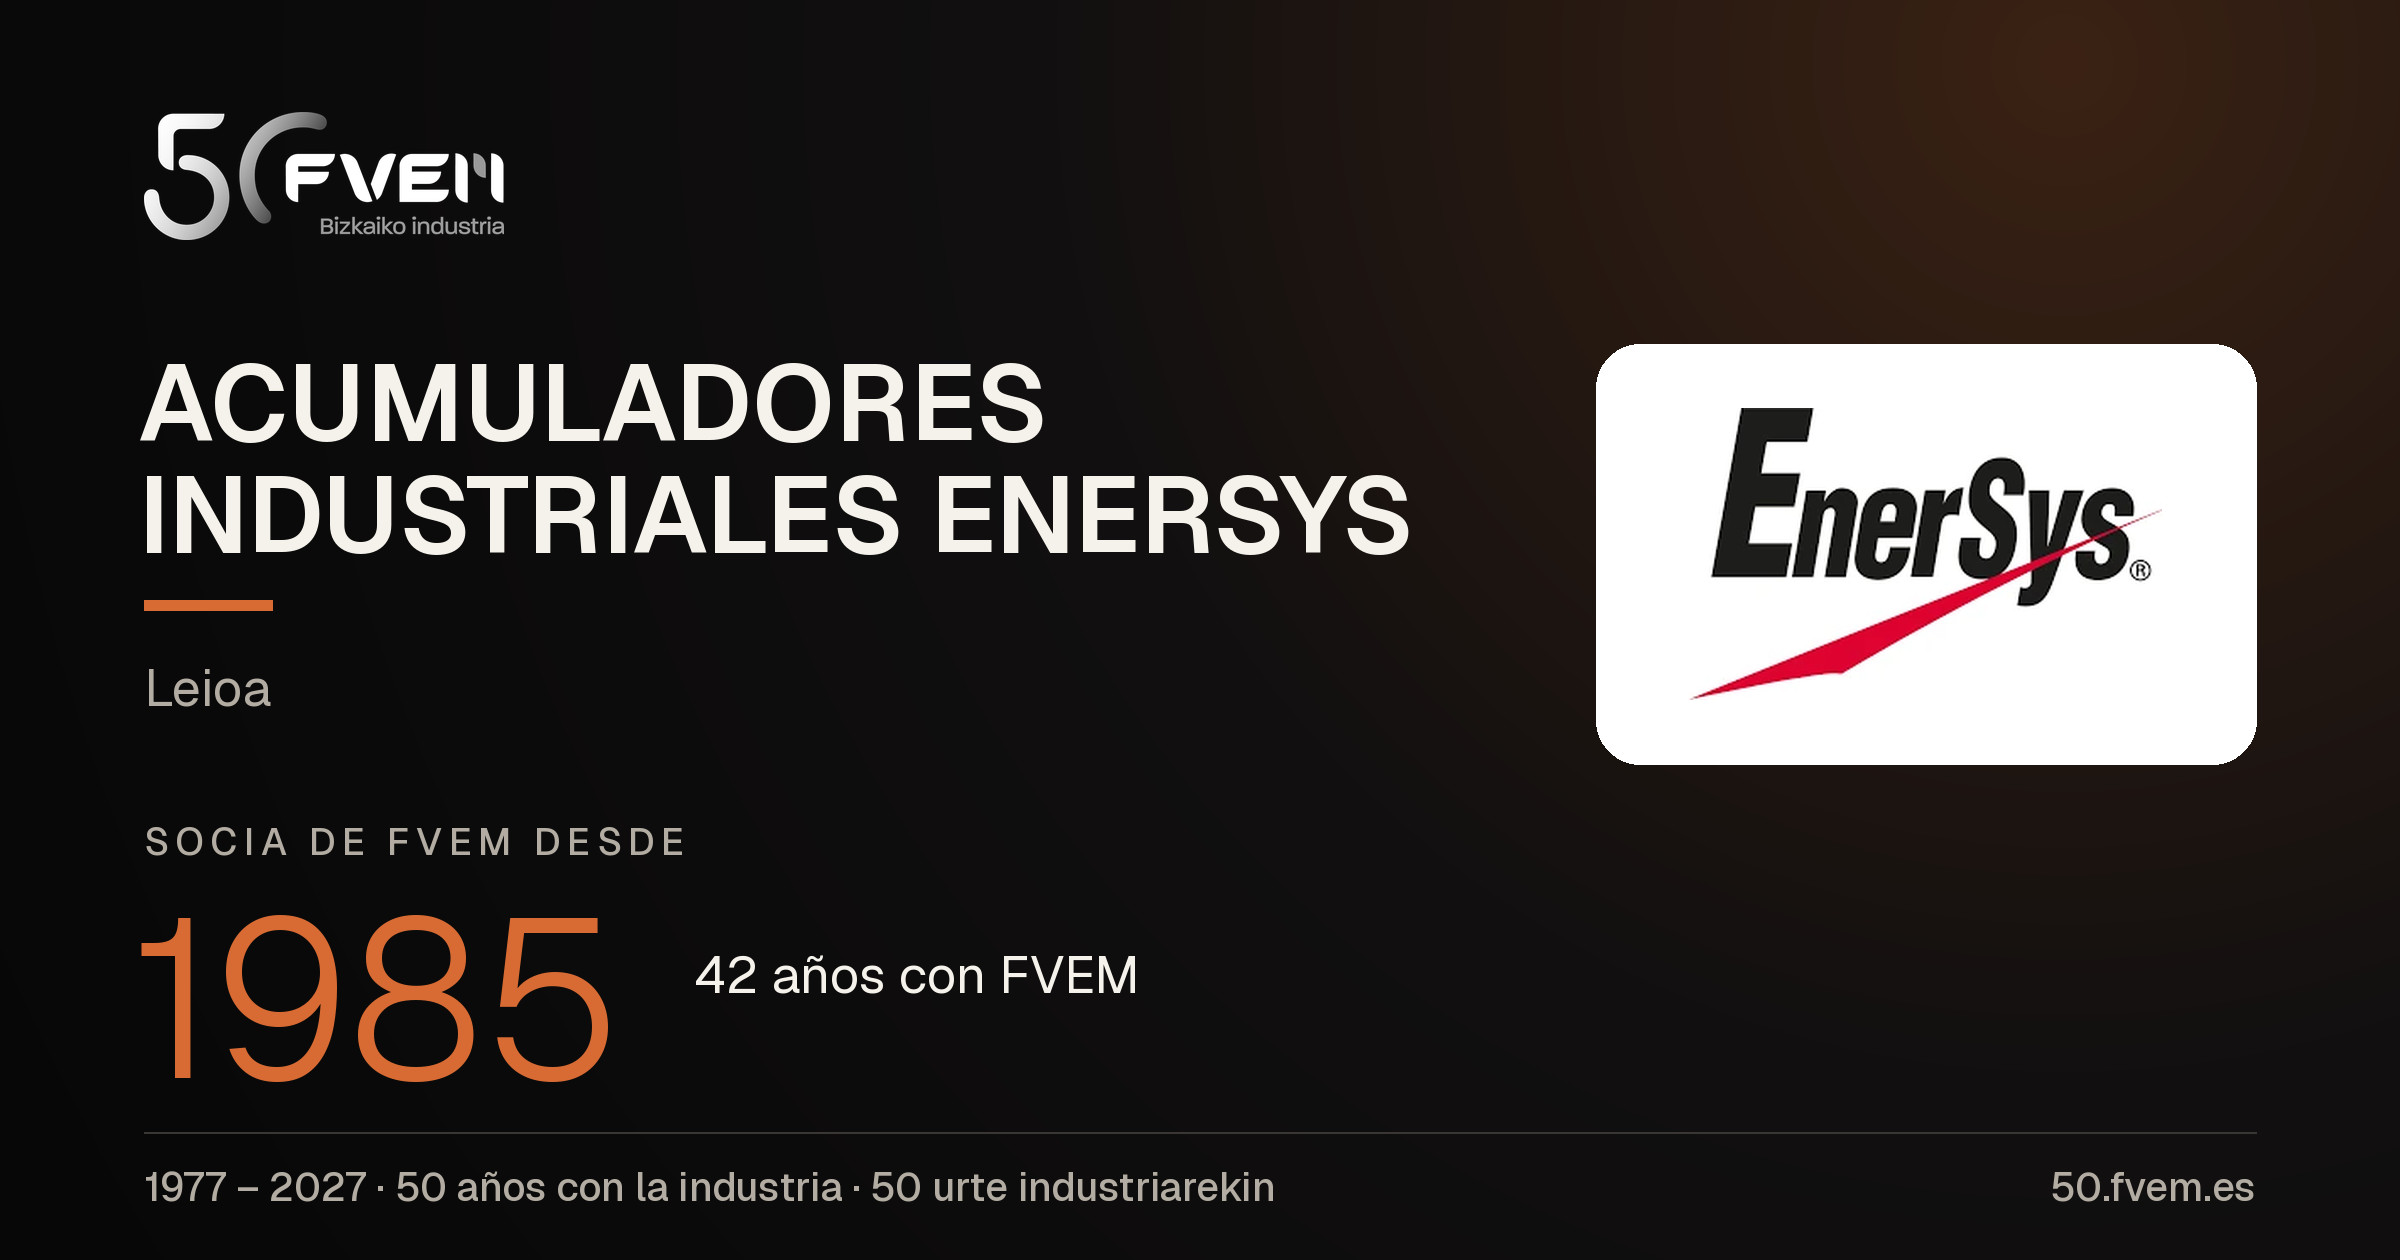 50 FVEM
Bizkaiko industria
ACUMULADORES
INDUSTRIALES ENERSYS
EnerSys®
Leioa
SOCIA DE FVEM DESDE
1985
42 años con FVEM
1977 – 2027 · 50 años con la industria · 50 urte industriarekin
50.fvem.es